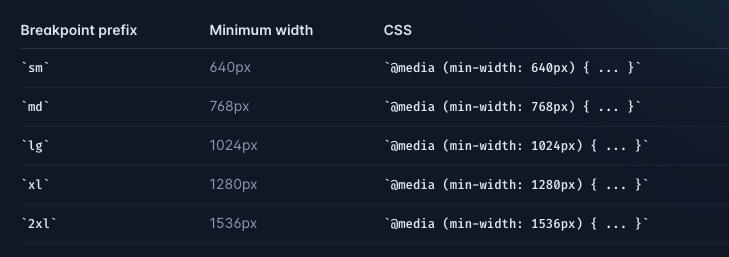 Breakpoint prefix Minimum width CSS
`sm` 640px `@media (min-width: 640px) { ... }`
`md` 768px `@media (min-width: 768px) { ... }`
`lg` 1024px `@media (min-width: 1024px) { ... }`
`xl` 1280px `@media (min-width: 1280px) { ... }`
`2xl` 1536px `@media (min-width: 1536px) { ... }`